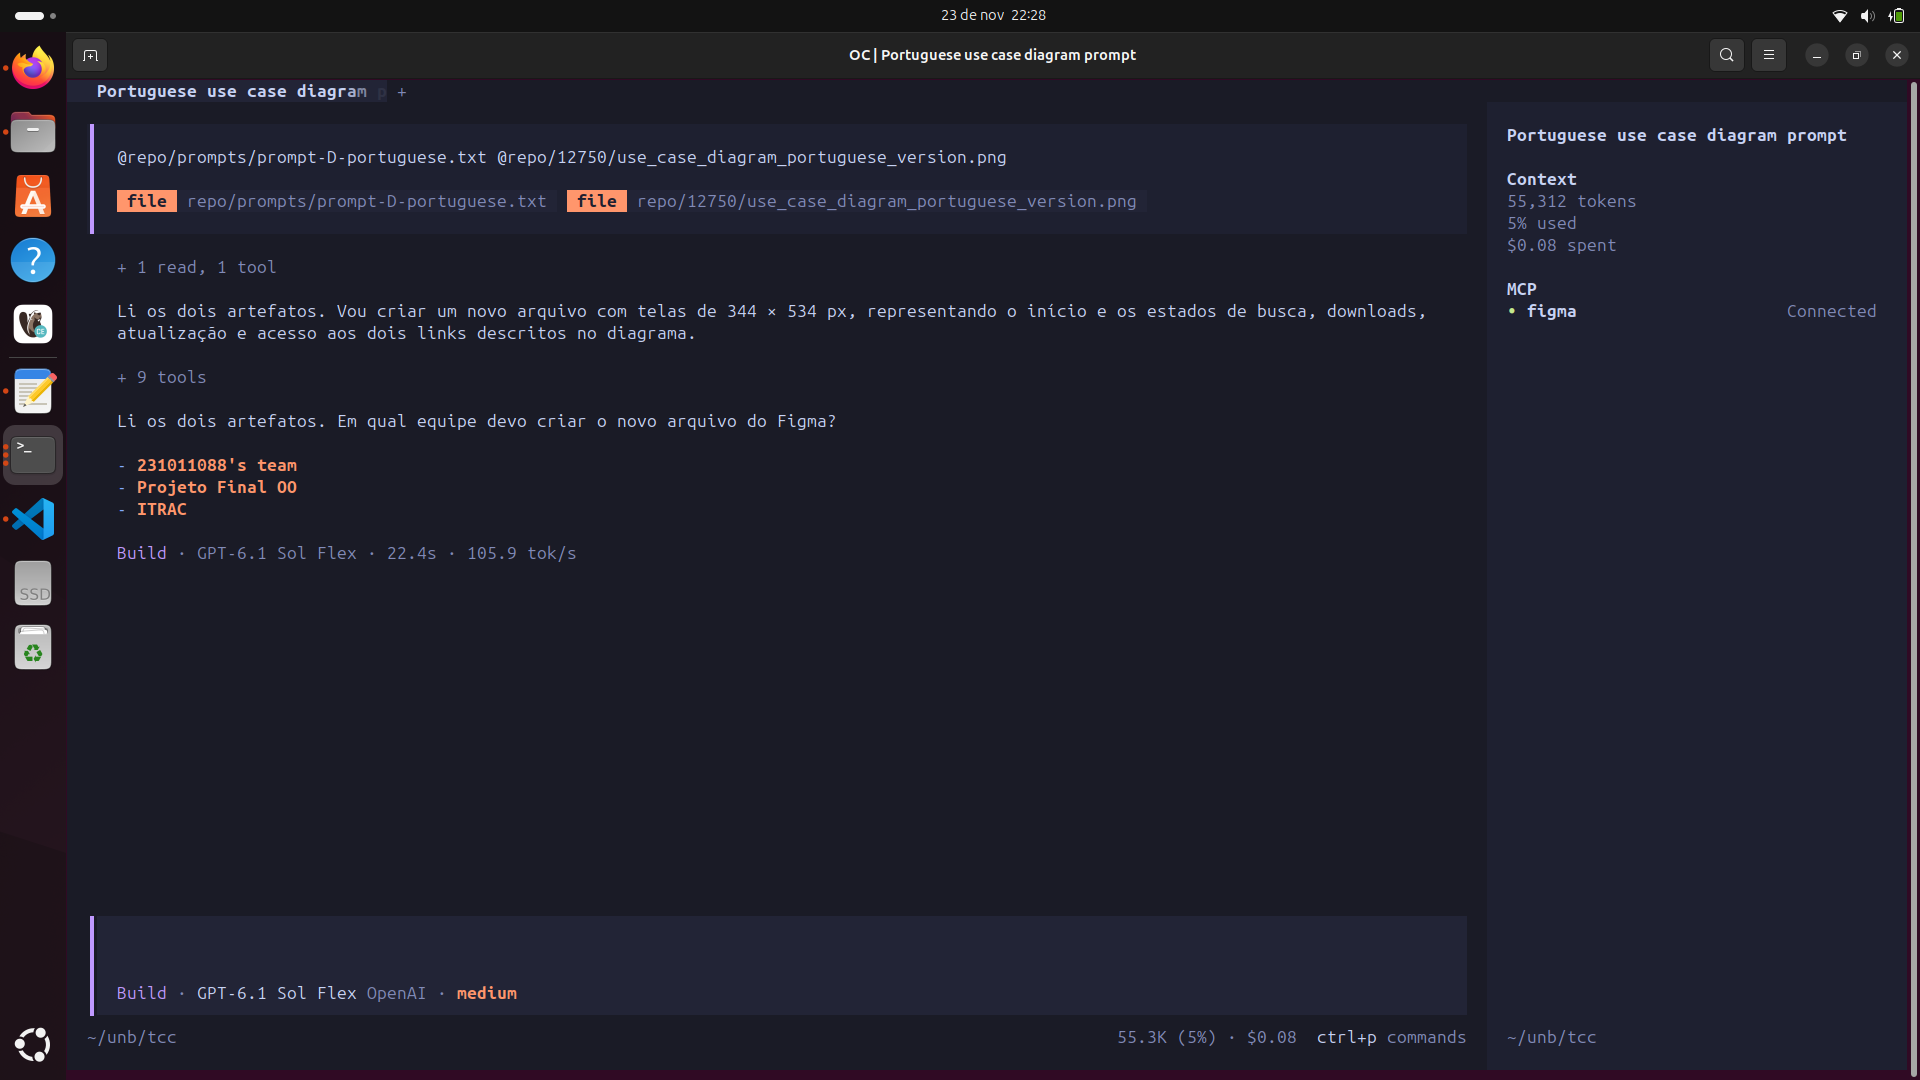 23 de nov 22:28
OC | Portuguese use case diagram prompt
Portuguese use case diagram p +
@repo/prompts/prompt-D-portuguese.txt @repo/12750/use_case_diagram_portuguese_version.png
file repo/prompts/prompt-D-portuguese.txt file repo/12750/use_case_diagram_portuguese_version.png
+ 1 read, 1 tool
Li os dois artefatos. Vou criar um novo arquivo com telas de 344 × 534 px, representando o início e os estados de busca, downloads,
atualização e acesso aos dois links descritos no diagrama.
+ 9 tools
Li os dois artefatos. Em qual equipe devo criar o novo arquivo do Figma?
- 231011088's team
- Projeto Final OO
- ITRAC
Build · GPT-6.1 Sol Flex · 22.4s · 105.9 tok/s
Build · GPT-6.1 Sol Flex OpenAI · medium
~/unb/tcc
55.3K (5%) · $0.08 ctrl+p commands
Portuguese use case diagram prompt
Context
55,312 tokens
5% used
$0.08 spent
MCP
• figma Connected
~/unb/tcc
SSD